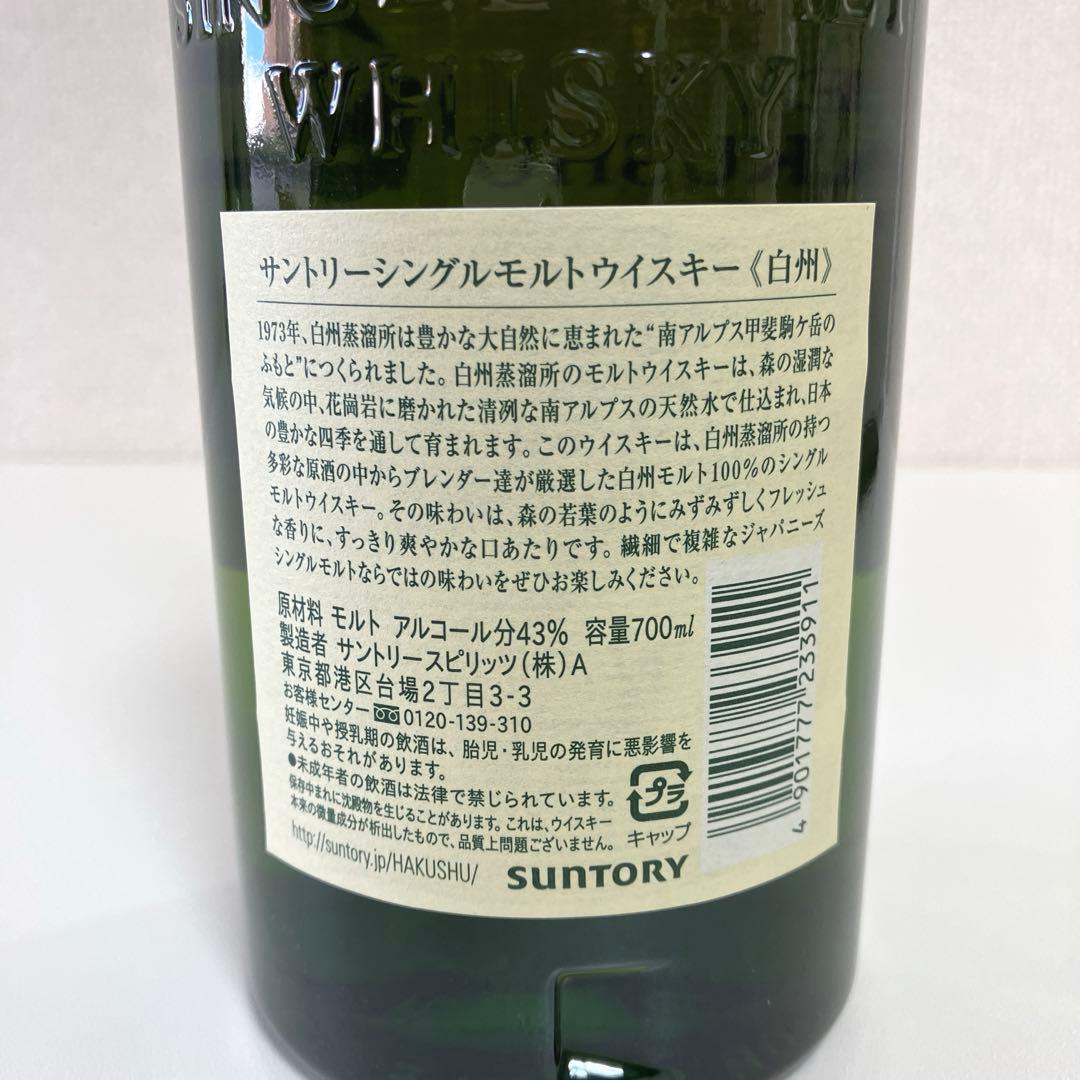 WHISKY
サントリーシングルモルトウイスキー《白州》
1973年、白州蒸溜所は豊かな大自然に恵まれた“南アルプス甲斐駒ケ岳の
ふもと”につくられました。白州蒸溜所のモルトウイスキーは、森の湿潤な
気候の中、花崗岩に磨かれた清冽な南アルプスの天然水で仕込まれ、日本
の豊かな四季を通して育まれます。このウイスキーは、白州蒸溜所の持つ
多彩な原酒の中からブレンダー達が厳選した白州モルト100%のシングル
モルトウイスキー。その味わいは、森の若葉のようにみずみずしくフレッシュ
な香りに、すっきり爽やかな口あたりです。繊細で複雑なジャパニーズ
シングルモルトならではの味わいをぜひお楽しみください。
原材料 モルト アルコール分43% 容量700ml
製造者 サントリースピリッツ(株)A
東京都港区台場2丁目3-3
お客様センター 0120-139-310
妊娠中や授乳期の飲酒は、胎児・乳児の発育に悪影響を
与えるおそれがあります。
●未成年者の飲酒は法律で禁じられています。
保存中まれに沈殿物を生じることがあります。これは、ウイスキー
本来の微量成分が析出したもので、品質上問題ございません。
プラ
キャップ
http://suntory.jp/HAKUSHU/
SUNTORY
4901777233911